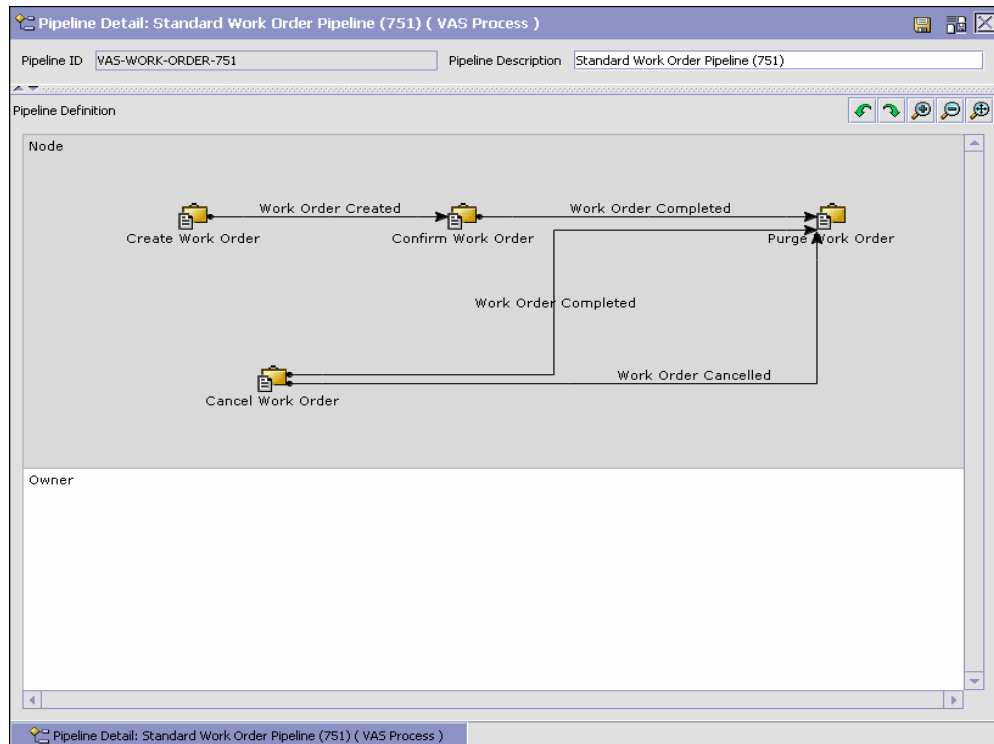 Pipeline Detail: Standard Work Order Pipeline (751) ( VAS Process )
Pipeline ID VAS-WORK-ORDER-751 Pipeline Description Standard Work Order Pipeline (751)
Pipeline Definition
Node
Work Order Created Work Order Completed
Create Work Order Confirm Work Order Purge Work Order
Work Order Completed
Work Order Cancelled
Cancel Work Order
Owner
Pipeline Detail: Standard Work Order Pipeline (751) ( VAS Process )